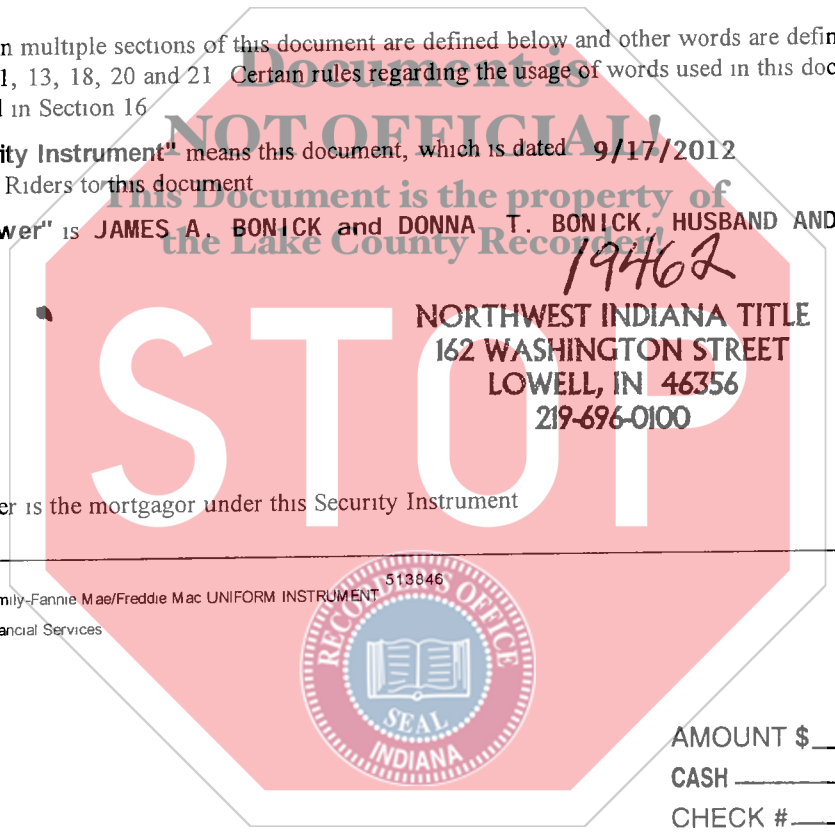 n multiple sections of this document are defined below and other words are defin
1, 13, 18, 20 and 21 Certain rules regarding the usage of words used in this doc
in Section 16
Document is
NOT OFFICIAL!
ity Instrument" means this document, which is dated 9/17/2012
Riders to this document
This Document is the property of
the Lake County Recorder!
wer" is JAMES A. BONICK and DONNA T. BONICK, HUSBAND AND
19462
NORTHWEST INDIANA TITLE
162 WASHINGTON STREET
LOWELL, IN 46356
219-696-0100
STOP
er is the mortgagor under this Security Instrument
513846
mily-Fannie Mae/Freddie Mac UNIFORM INSTRUMENT
ancial Services
RECORDER'S OFFICE
SEAL
INDIANA
AMOUNT $
CASH
CHECK #